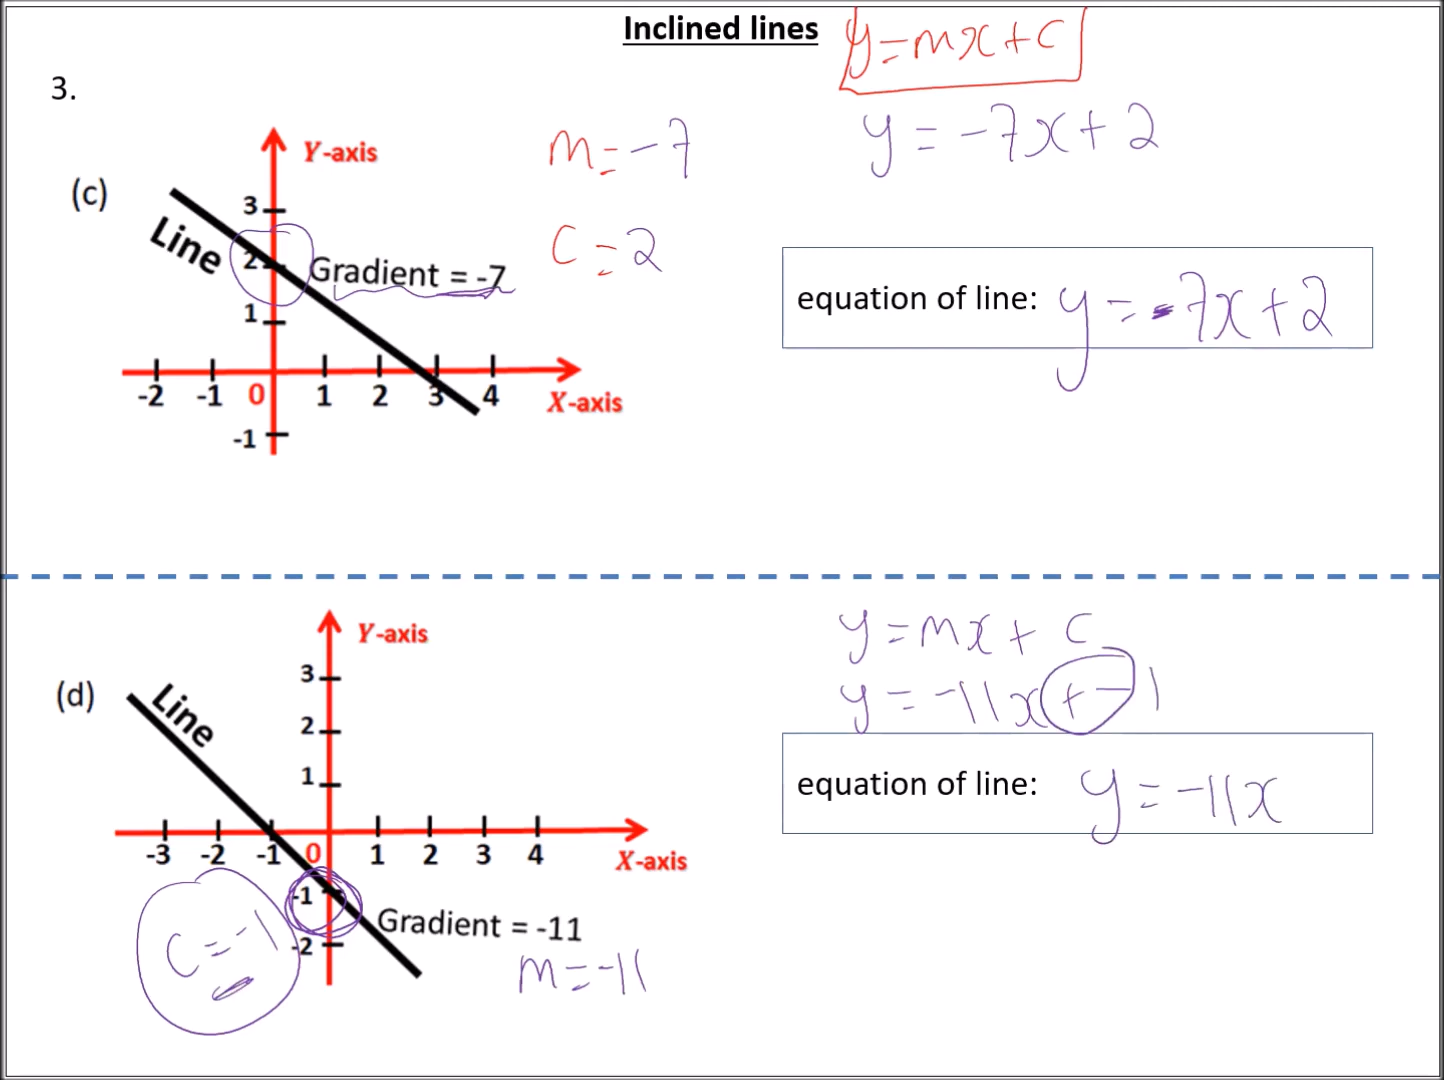 Inclined lines
y=mx+c
3.
m=-7
y=-7x+2
Y-axis
(c)
3
Line
2
Gradient = -7
c=2
1
equation of line: y=-7x+2
-2 -1 0 1 2 3 4
X-axis
-1
y=mx+c
Y-axis
(d)
3
Line
y=-11x+-1
2
1
equation of line: y=-11x
-3 -2 -1 0 1 2 3 4
X-axis
-1
Gradient = -11
c=-1
-2
m=-11